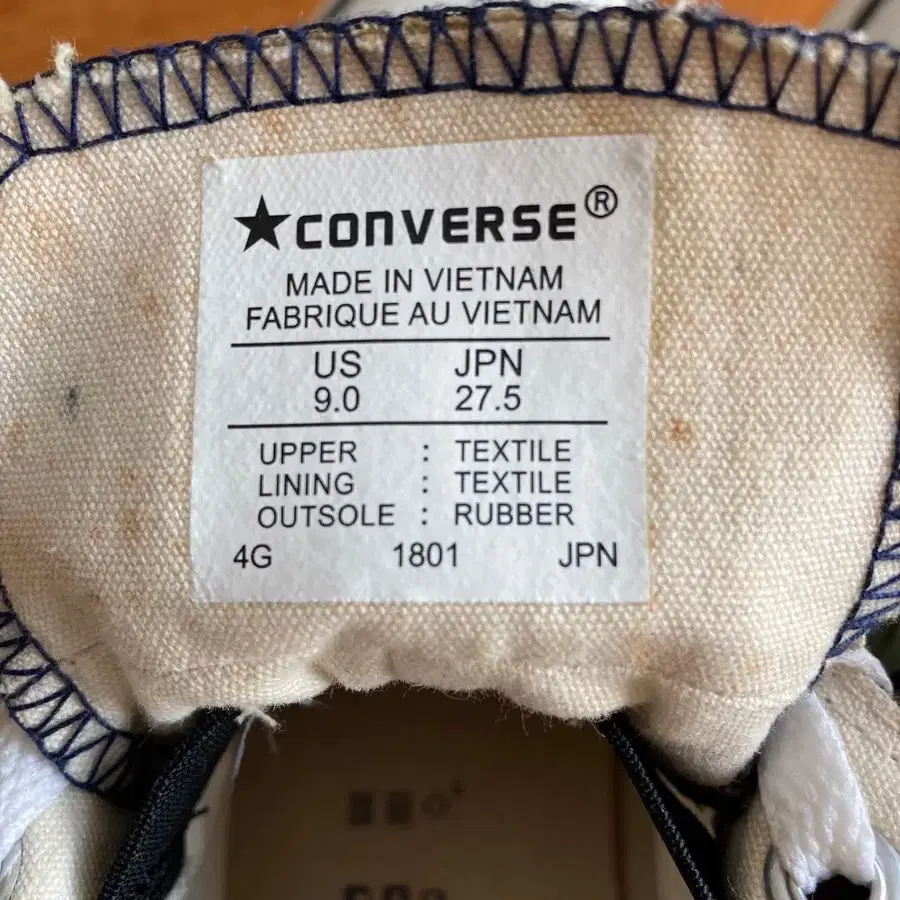 ★CONVERSE®
MADE IN VIETNAM
FABRIQUE AU VIETNAM
US JPN
9.0 27.5
UPPER : TEXTILE
LINING : TEXTILE
OUTSOLE : RUBBER
4G 1801 JPN